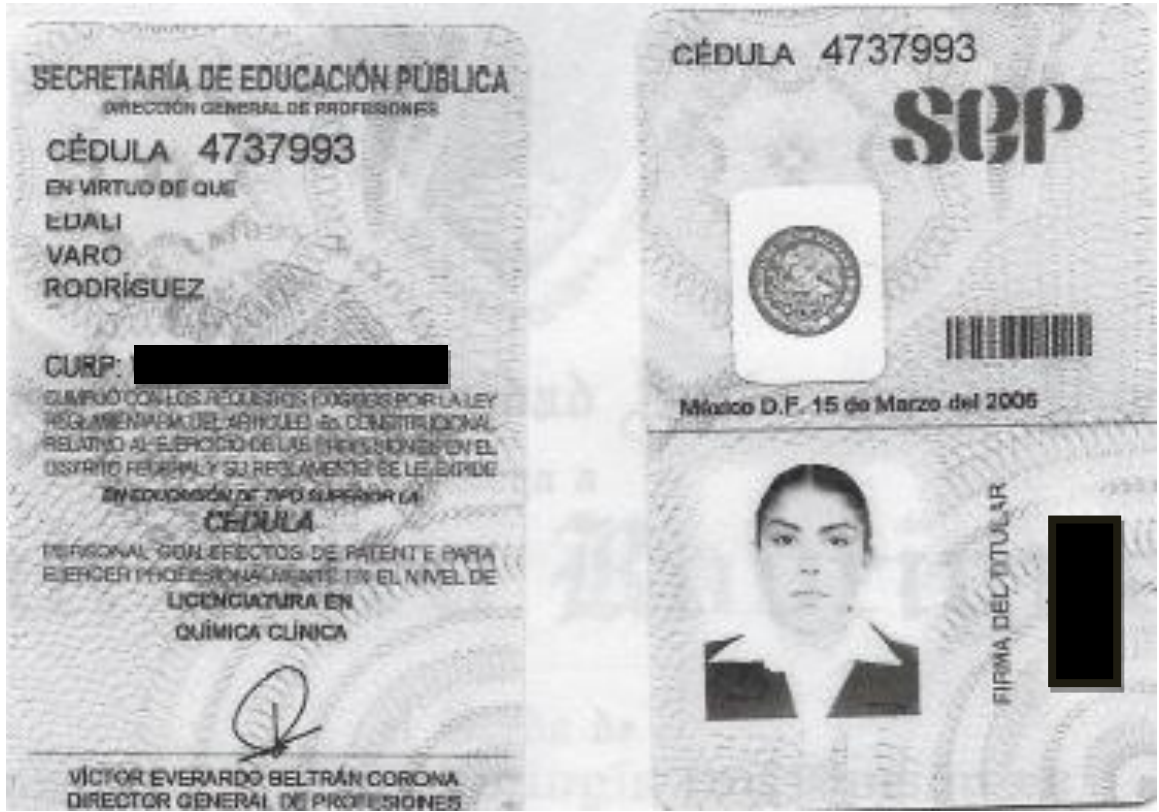 SECRETARÍA DE EDUCACIÓN PÚBLICA
DIRECCIÓN GENERAL DE PROFESIONES
CÉDULA 4737993
EN VIRTUD DE QUE
EDALI
VARO
RODRÍGUEZ
CURP:
CUMPLIÓ CON LOS REQUISITOS EXIGIDOS POR LA LEY
REGLAMENTARIA DEL ARTÍCULO 5o. CONSTITUCIONAL,
RELATIVO AL EJERCICIO DE LAS PROFESIONES EN EL
DISTRITO FEDERAL Y SU REGLAMENTO SE LE EXPIDE
EN EDUCACIÓN DE TIPO SUPERIOR LA
CÉDULA
PERSONAL CON EFECTOS DE PATENTE PARA
EJERCER PROFESIONALMENTE EN EL NIVEL DE
LICENCIATURA EN
QUÍMICA CLÍNICA
VÍCTOR EVERARDO BELTRÁN CORONA
DIRECTOR GENERAL DE PROFESIONES
CÉDULA 4737993
SEP
México D.F. 15 de Marzo del
FIRMA DEL TITULAR